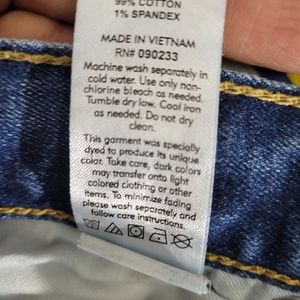 99% COTTON
1% SPANDEX
MADE IN VIETNAM
RN# 090233
Machine wash separately in
cold water. Use only non-
chlorine bleach as needed.
Tumble dry low. Cool iron
as needed. Do not dry
clean.
This garment was specially
dyed to produce its unique
color. Take care, dark colors
may transfer onto light
colored clothing or other
items. To minimize fading
please wash separately and
follow care instructions.